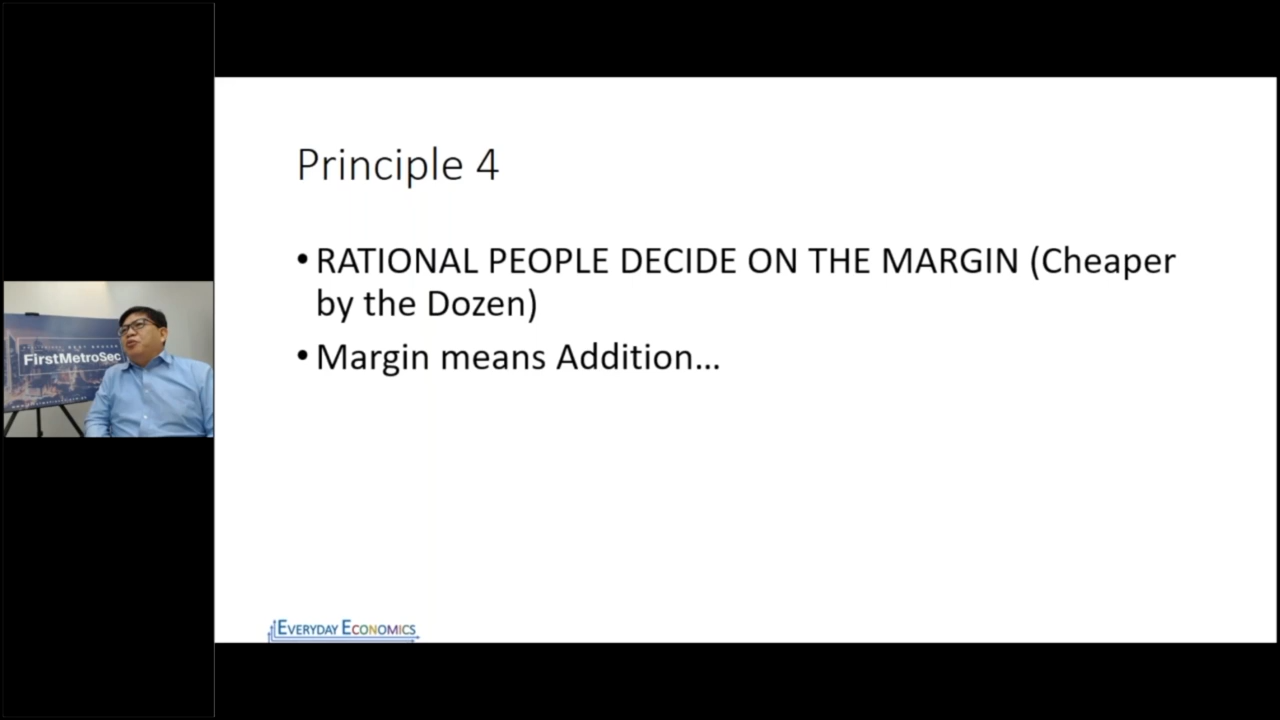 Principle 4
• RATIONAL PEOPLE DECIDE ON THE MARGIN (Cheaper
by the Dozen)
• Margin means Addition...
FirstMetroSec
EVERYDAY ECONOMICS